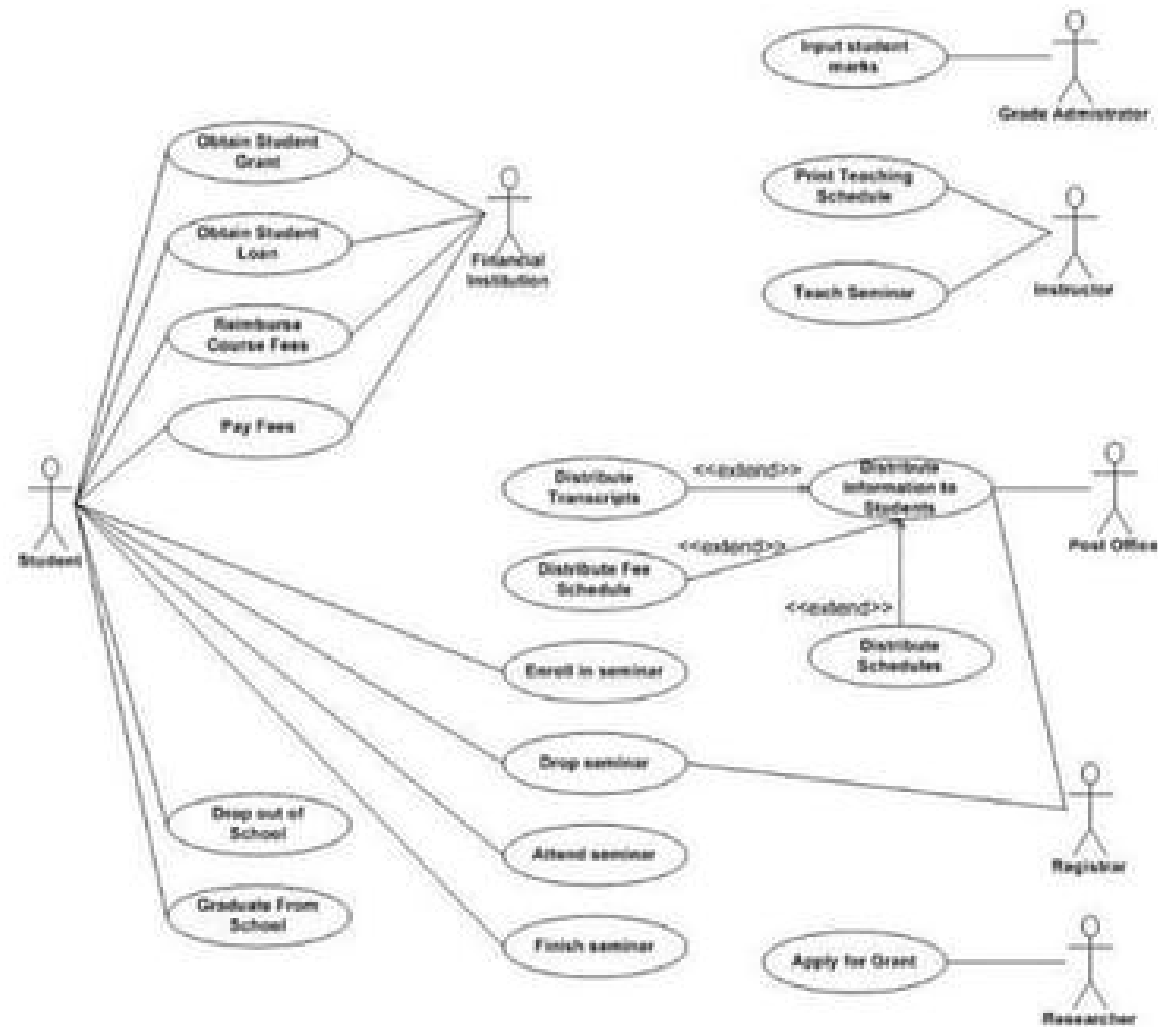 Input student
marks
Grade Admistrator
Obtain Student
Grant
Print Teaching
Schedule
Obtain Student
Loan
Financial
Institution
Teach Seminar
Instructor
Reimburse
Course Fees
Pay Fees
Distribute
Transcripts
<<extend>>
Distribute
information to
Students
Post Office
Student
<<extend>>
Distribute Fee
Schedule
<<extend>>
Distribute
Schedules
Enroll in seminar
Drop seminar
Drop out of
School
Attend seminar
Registrar
Graduate From
School
Finish seminar
Apply for Grant
Researcher